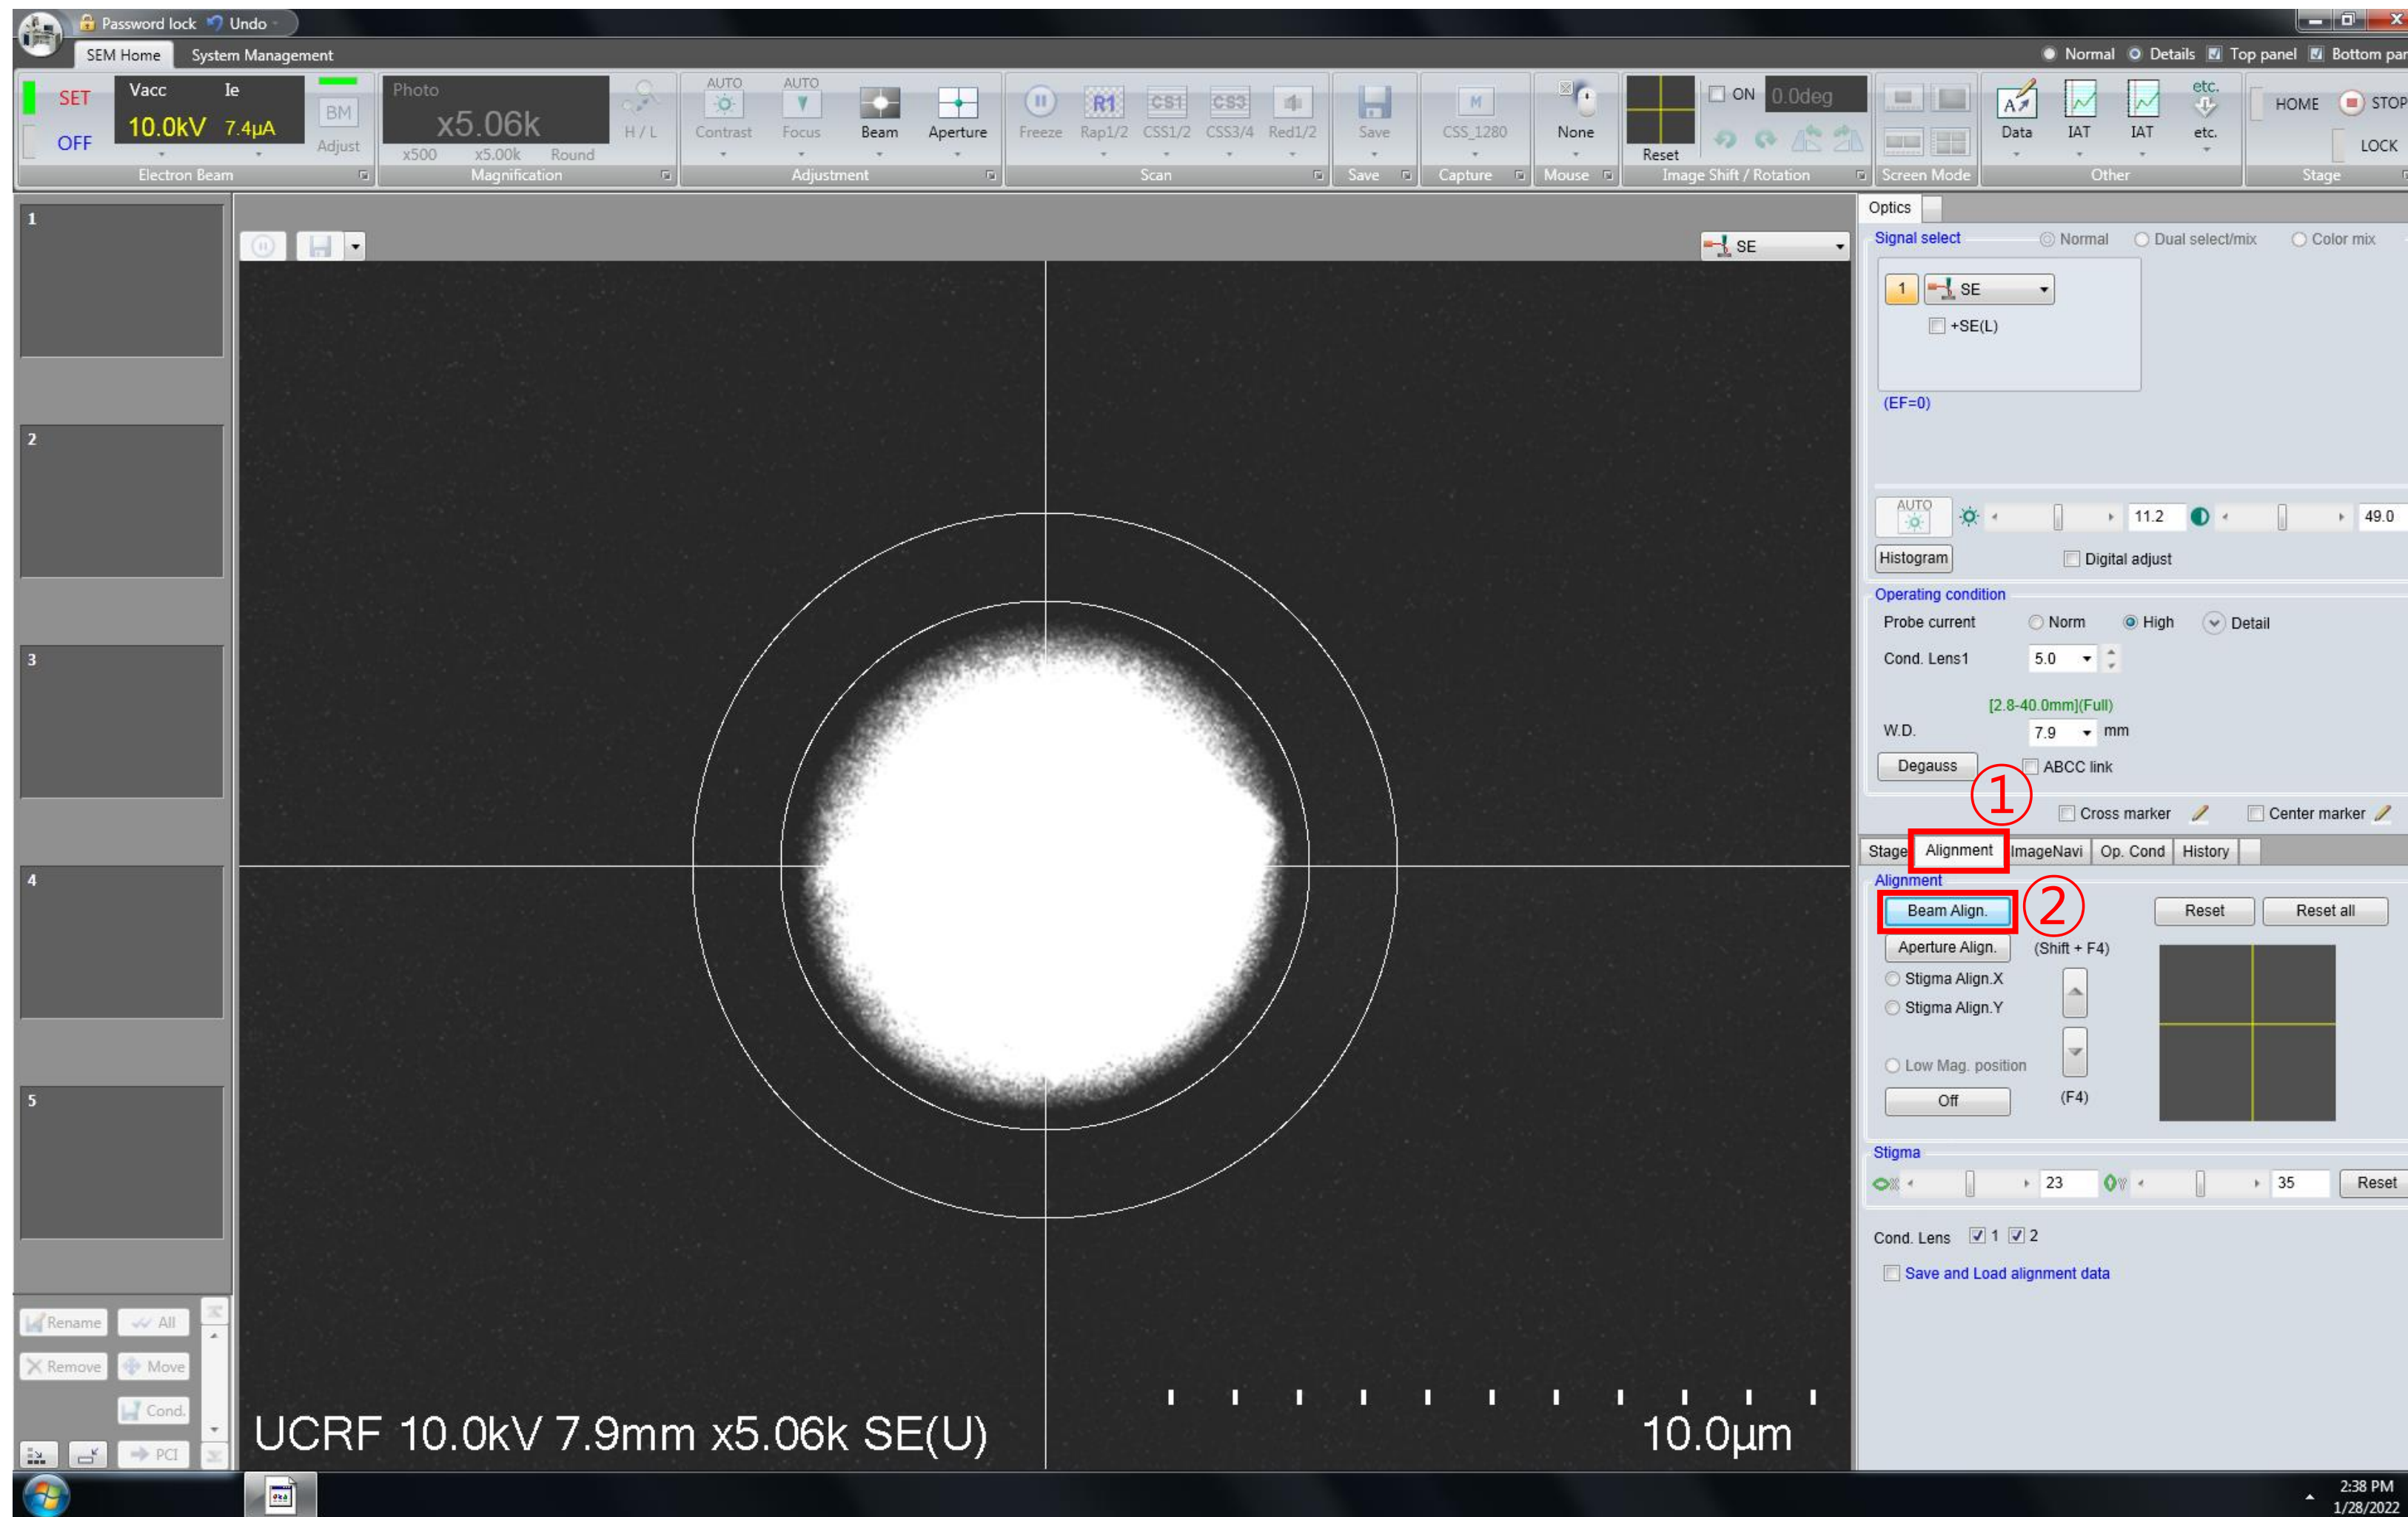 Password lock Undo
SEM Home System Management
Normal Details Top panel Bottom pan
SET
OFF
Vacc Ie
10.0kV 7.4µA
BM
Adjust
Electron Beam
Photo
x5.06k
x500 x5.00k Round
H / L
Magnification
AUTO AUTO
Contrast Focus Beam Aperture
Adjustment
R1 CS1 CS3
Freeze Rap1/2 CSS1/2 CSS3/4 Red1/2
Scan
Save
Save
M
CSS_1280
Capture
None
Mouse
ON 0.0deg
Reset
Image Shift / Rotation
Screen Mode
etc.
Data IAT IAT etc.
Other
HOME STOP
LOCK
Stage
1
2
3
4
5
SE
Optics
Signal select Normal Dual select/mix Color mix
1 SE
+SE(L)
(EF=0)
AUTO 11.2 49.0
Histogram Digital adjust
Operating condition
Probe current Norm High Detail
Cond. Lens1 5.0
[2.8-40.0mm](Full)
W.D. 7.9 mm
Degauss ABCC link
①
Cross marker Center marker
Stage Alignment ImageNavi Op. Cond History
Alignment
Beam Align. ② Reset Reset all
Aperture Align. (Shift + F4)
Stigma Align.X
Stigma Align.Y
Low Mag. position
Off (F4)
Stigma
X 23 Y 35 Reset
Cond. Lens 1 2
Save and Load alignment data
Rename All
Remove Move
Cond.
PCI
UCRF 10.0kV 7.9mm x5.06k SE(U) 10.0µm
2:38 PM
1/28/2022